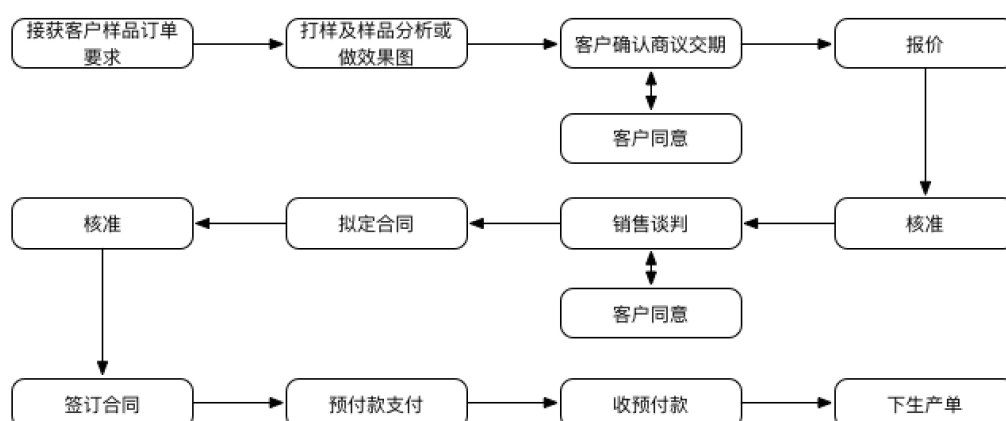 接获客户样品订单
要求
打样及样品分析或
做效果图
客户确认商议交期
报价
客户同意
核准
拟定合同
销售谈判
核准
客户同意
签订合同
预付款支付
收预付款
下生产单